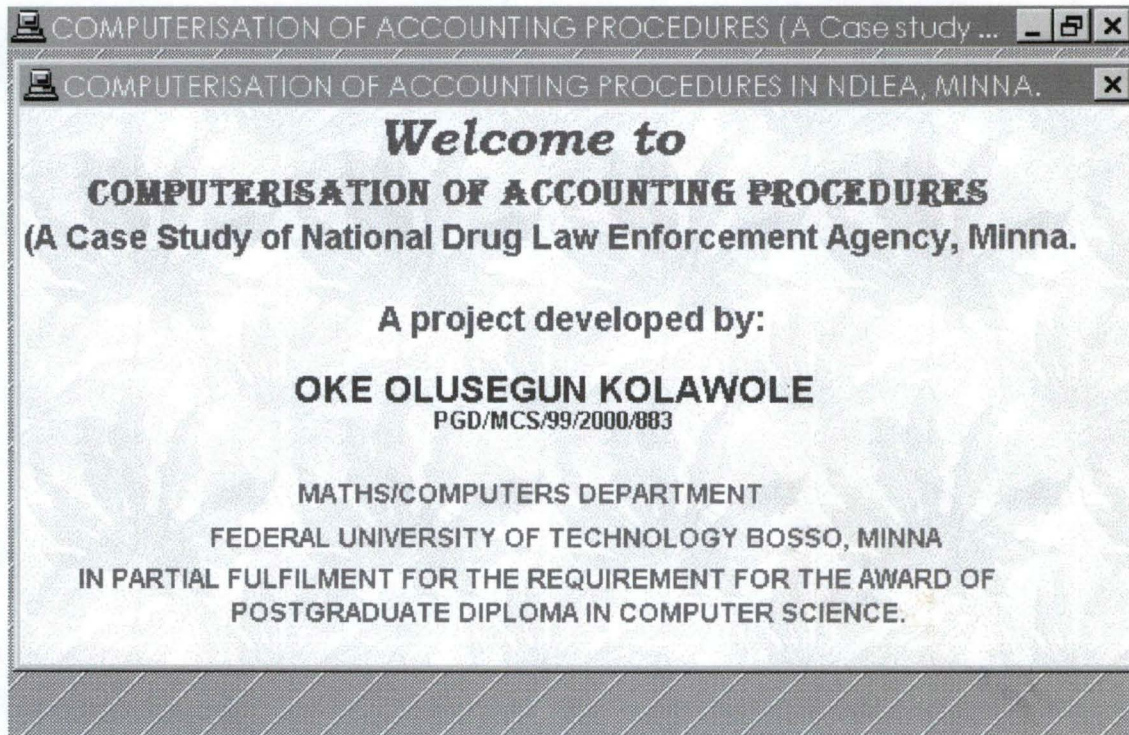 COMPUTERISATION OF ACCOUNTING PROCEDURES (A Case study ...
COMPUTERISATION OF ACCOUNTING PROCEDURES IN NDLEA, MINNA.
Welcome to
COMPUTERISATION OF ACCOUNTING PROCEDURES
(A Case Study of National Drug Law Enforcement Agency, Minna.
A project developed by:
OKE OLUSEGUN KOLAWOLE
PGD/MCS/99/2000/883
MATHS/COMPUTERS DEPARTMENT
FEDERAL UNIVERSITY OF TECHNOLOGY BOSSO, MINNA
IN PARTIAL FULFILMENT FOR THE REQUIREMENT FOR THE AWARD OF
POSTGRADUATE DIPLOMA IN COMPUTER SCIENCE.